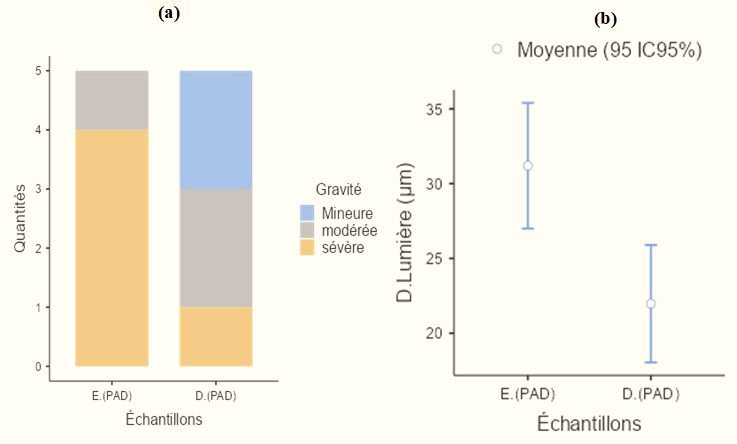 (a)
Quantités
5
4
3
2
1
0
E.(PAD) D.(PAD)
Échantillons
Gravité
Mineure
modérée
sévère
(b)
Moyenne (95 IC95%)
D.Lumière (µm)
35
30
25
20
E.(PAD) D.(PAD)
Échantillons